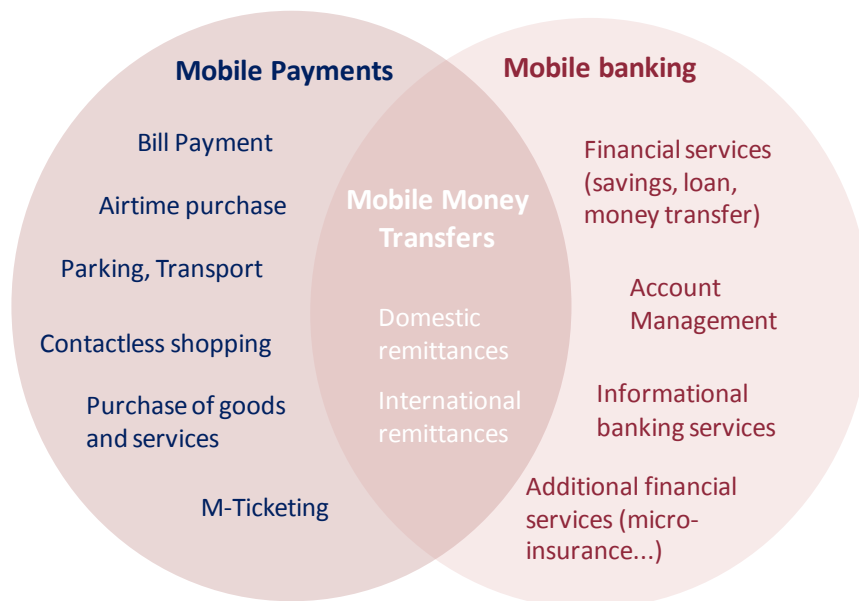 Mobile Payments
Bill Payment
Airtime purchase
Parking, Transport
Contactless shopping
Purchase of goods
and services
M-Ticketing
Mobile Money
Transfers
Domestic
remittances
International
remittances
Mobile banking
Financial services
(savings, loan,
money transfer)
Account
Management
Informational
banking services
Additional financial
services (micro-
insurance...)